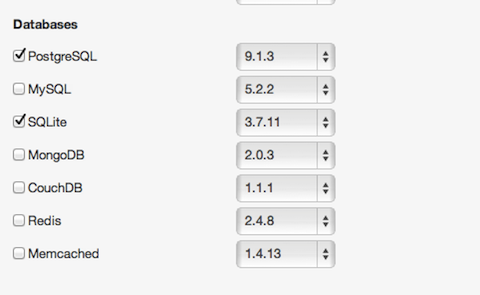 Databases
PostgreSQL 9.1.3
MySQL 5.2.2
SQLite 3.7.11
MongoDB 2.0.3
CouchDB 1.1.1
Redis 2.4.8
Memcached 1.4.13